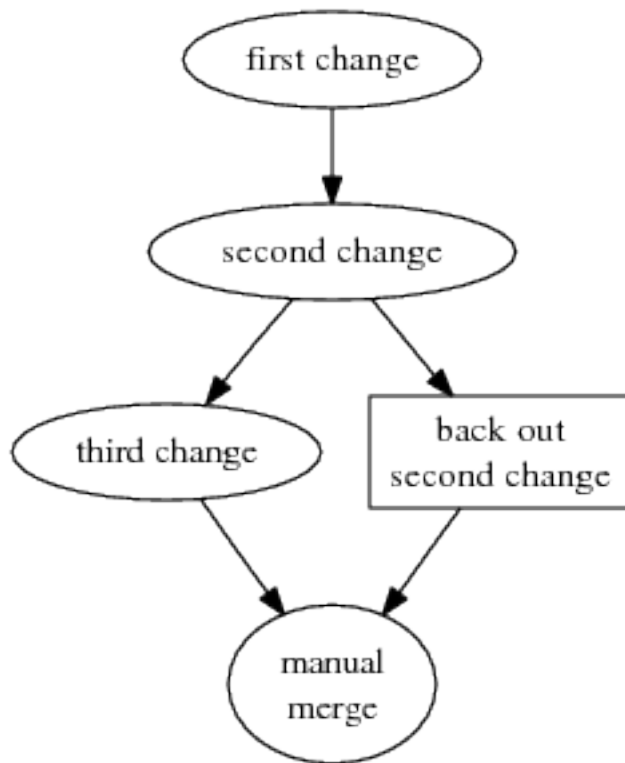 first change
second change
third change
back out
second change
manual
merge